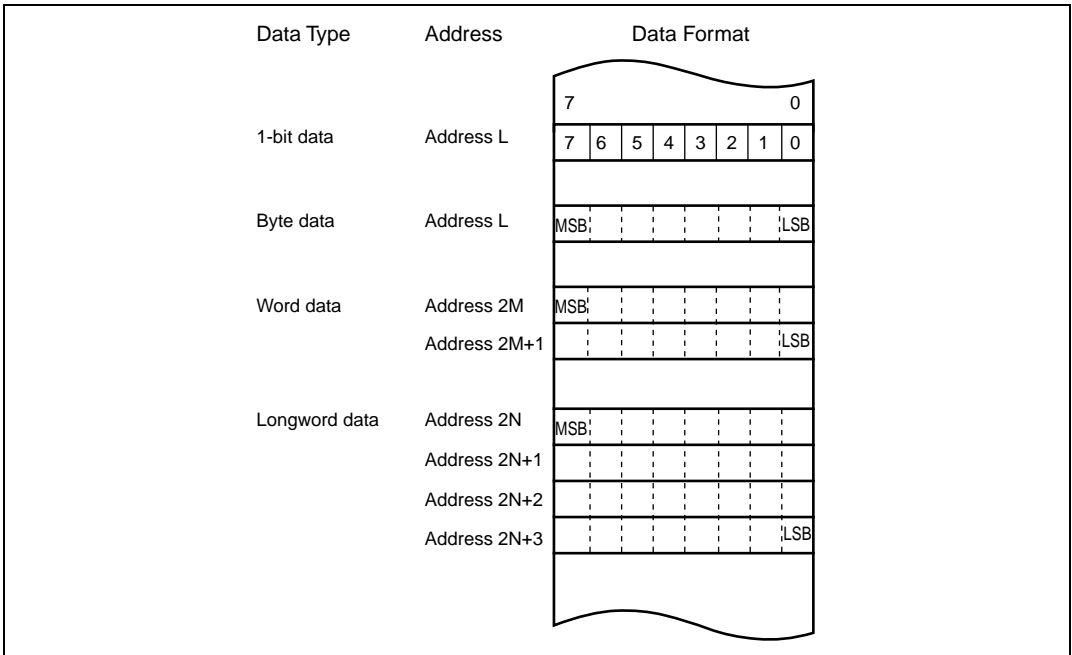 Data Type Address Data Format
7 0
1-bit data Address L 7 6 5 4 3 2 1 0
Byte data Address L MSB LSB
Word data Address 2M MSB
Address 2M+1 LSB
Longword data Address 2N MSB
Address 2N+1
Address 2N+2
Address 2N+3 LSB